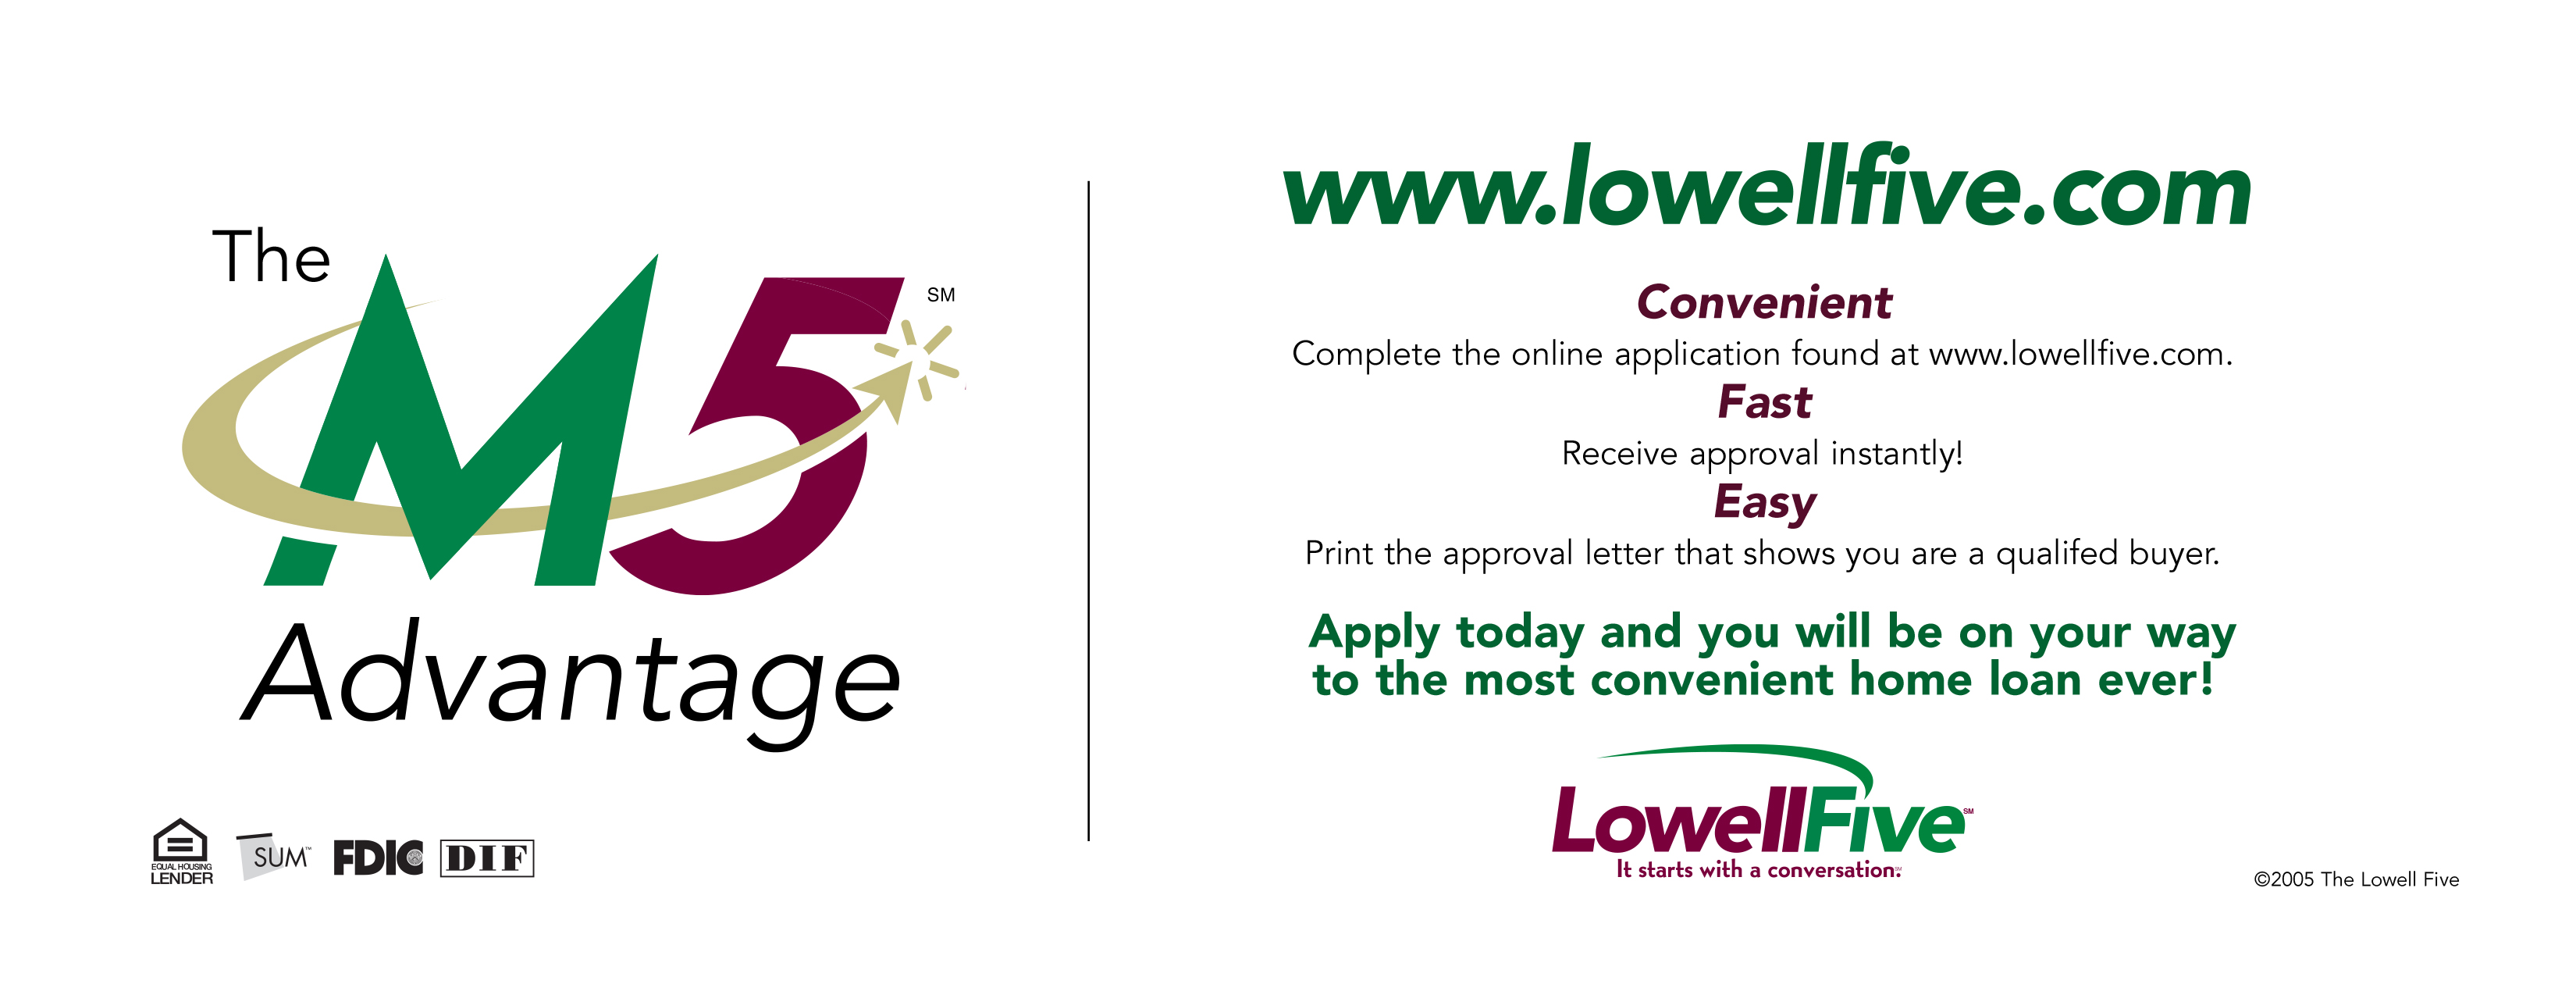 The
M5 SM
Advantage
EQUAL HOUSING
LENDER
SUM™
FDIC
DIF
www.lowellfive.com
Convenient
Complete the online application found at www.lowellfive.com.
Fast
Receive approval instantly!
Easy
Print the approval letter that shows you are a qualifed buyer.
Apply today and you will be on your way
to the most convenient home loan ever!
LowellFive SM
It starts with a conversation.SM
©2005 The Lowell Five